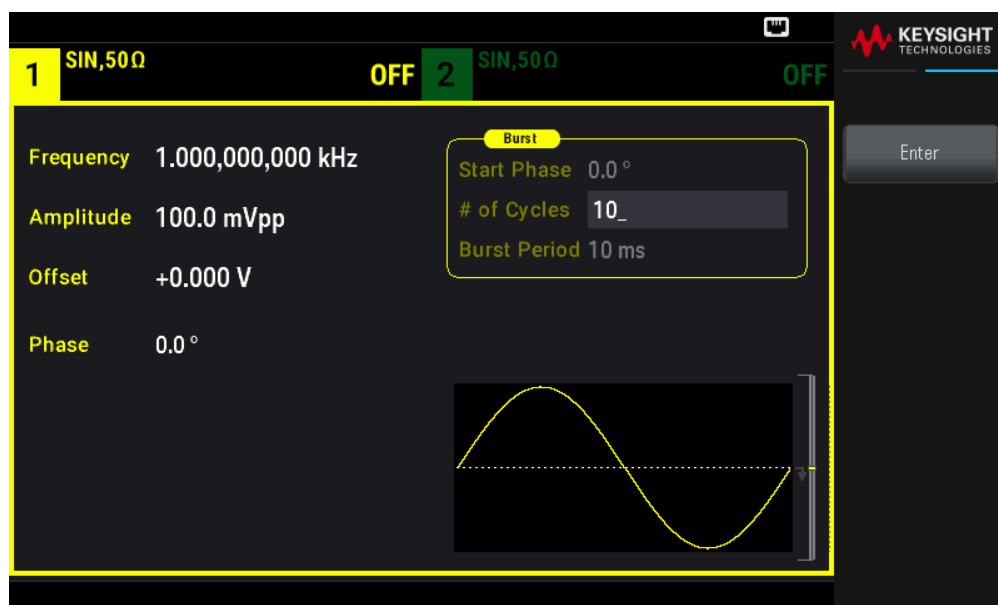 KEYSIGHT
TECHNOLOGIES
1 SIN,50Ω OFF 2 SIN,50Ω OFF
Frequency 1.000,000,000 kHz
Amplitude 100.0 mVpp
Offset +0.000 V
Phase 0.0 °
Burst
Start Phase 0.0 °
# of Cycles 10_
Burst Period 10 ms
Enter